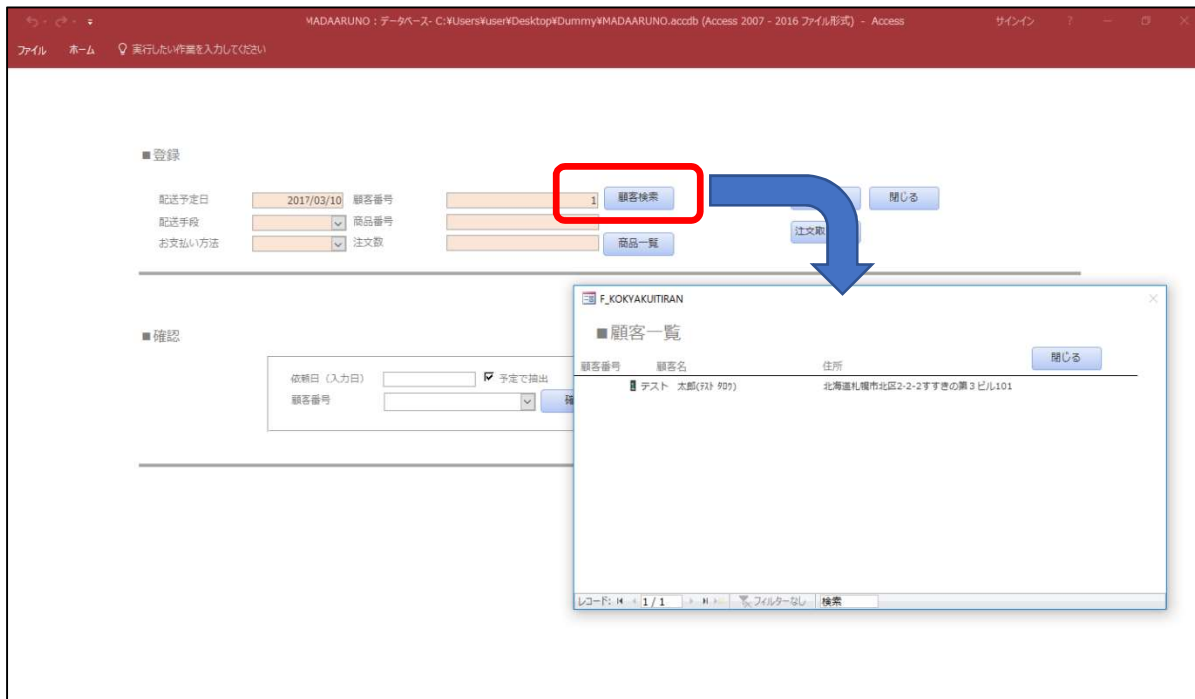 MADAARUNO : データベース- C:¥Users¥user¥Desktop¥Dummy¥MADAARUNO.accdb (Access 2007 - 2016 ファイル形式) - Access サインイン ?
ファイル ホーム 実行したい作業を入力してください
■登録
配送予定日 2017/03/10 顧客番号 1 顧客検索 閉じる
配送手段 商品番号
お支払い方法 注文数 商品一覧 注文取
F_KOKYAKUITIRAN
■確認
■顧客一覧
閉じる
顧客番号 顧客名 住所
依頼日(入力日) 予定で抽出
1 テスト 太郎(テスト タロウ) 北海道札幌市北区2-2-2すすきの第3ビル101
顧客番号 確
レコード: 1 / 1 フィルターなし 検索